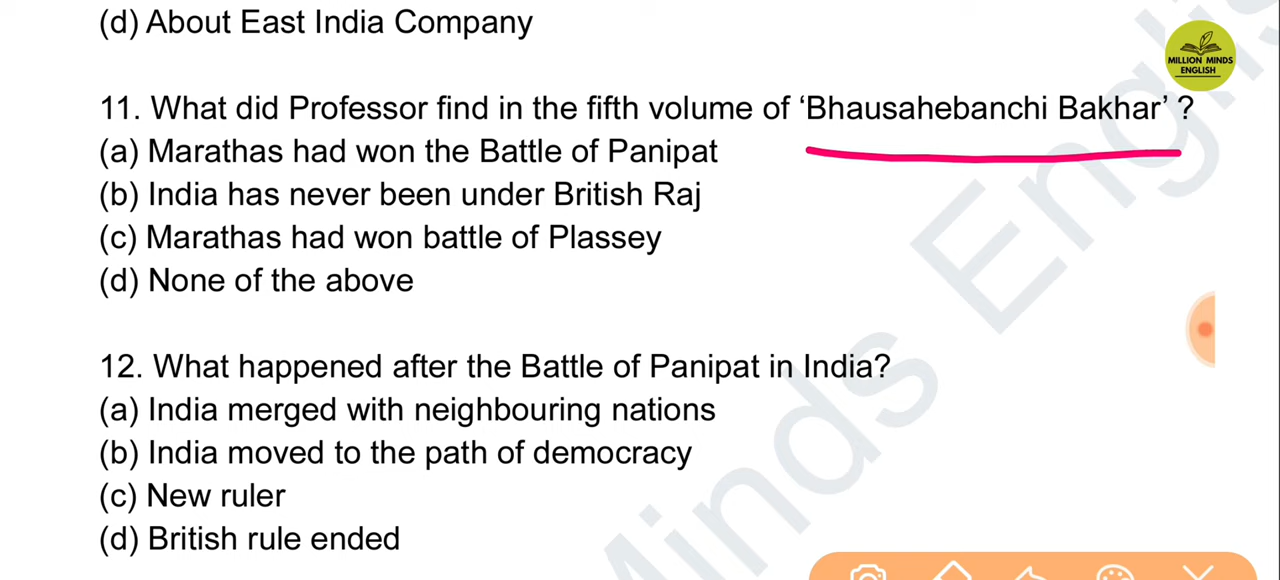 (d) About East India Company
MILLION MINDS
ENGLISH
11. What did Professor find in the fifth volume of ‘Bhausahebanchi Bakhar’ ?
(a) Marathas had won the Battle of Panipat
(b) India has never been under British Raj
(c) Marathas had won battle of Plassey
(d) None of the above
12. What happened after the Battle of Panipat in India?
(a) India merged with neighbouring nations
(b) India moved to the path of democracy
(c) New ruler
(d) British rule ended
Minds English